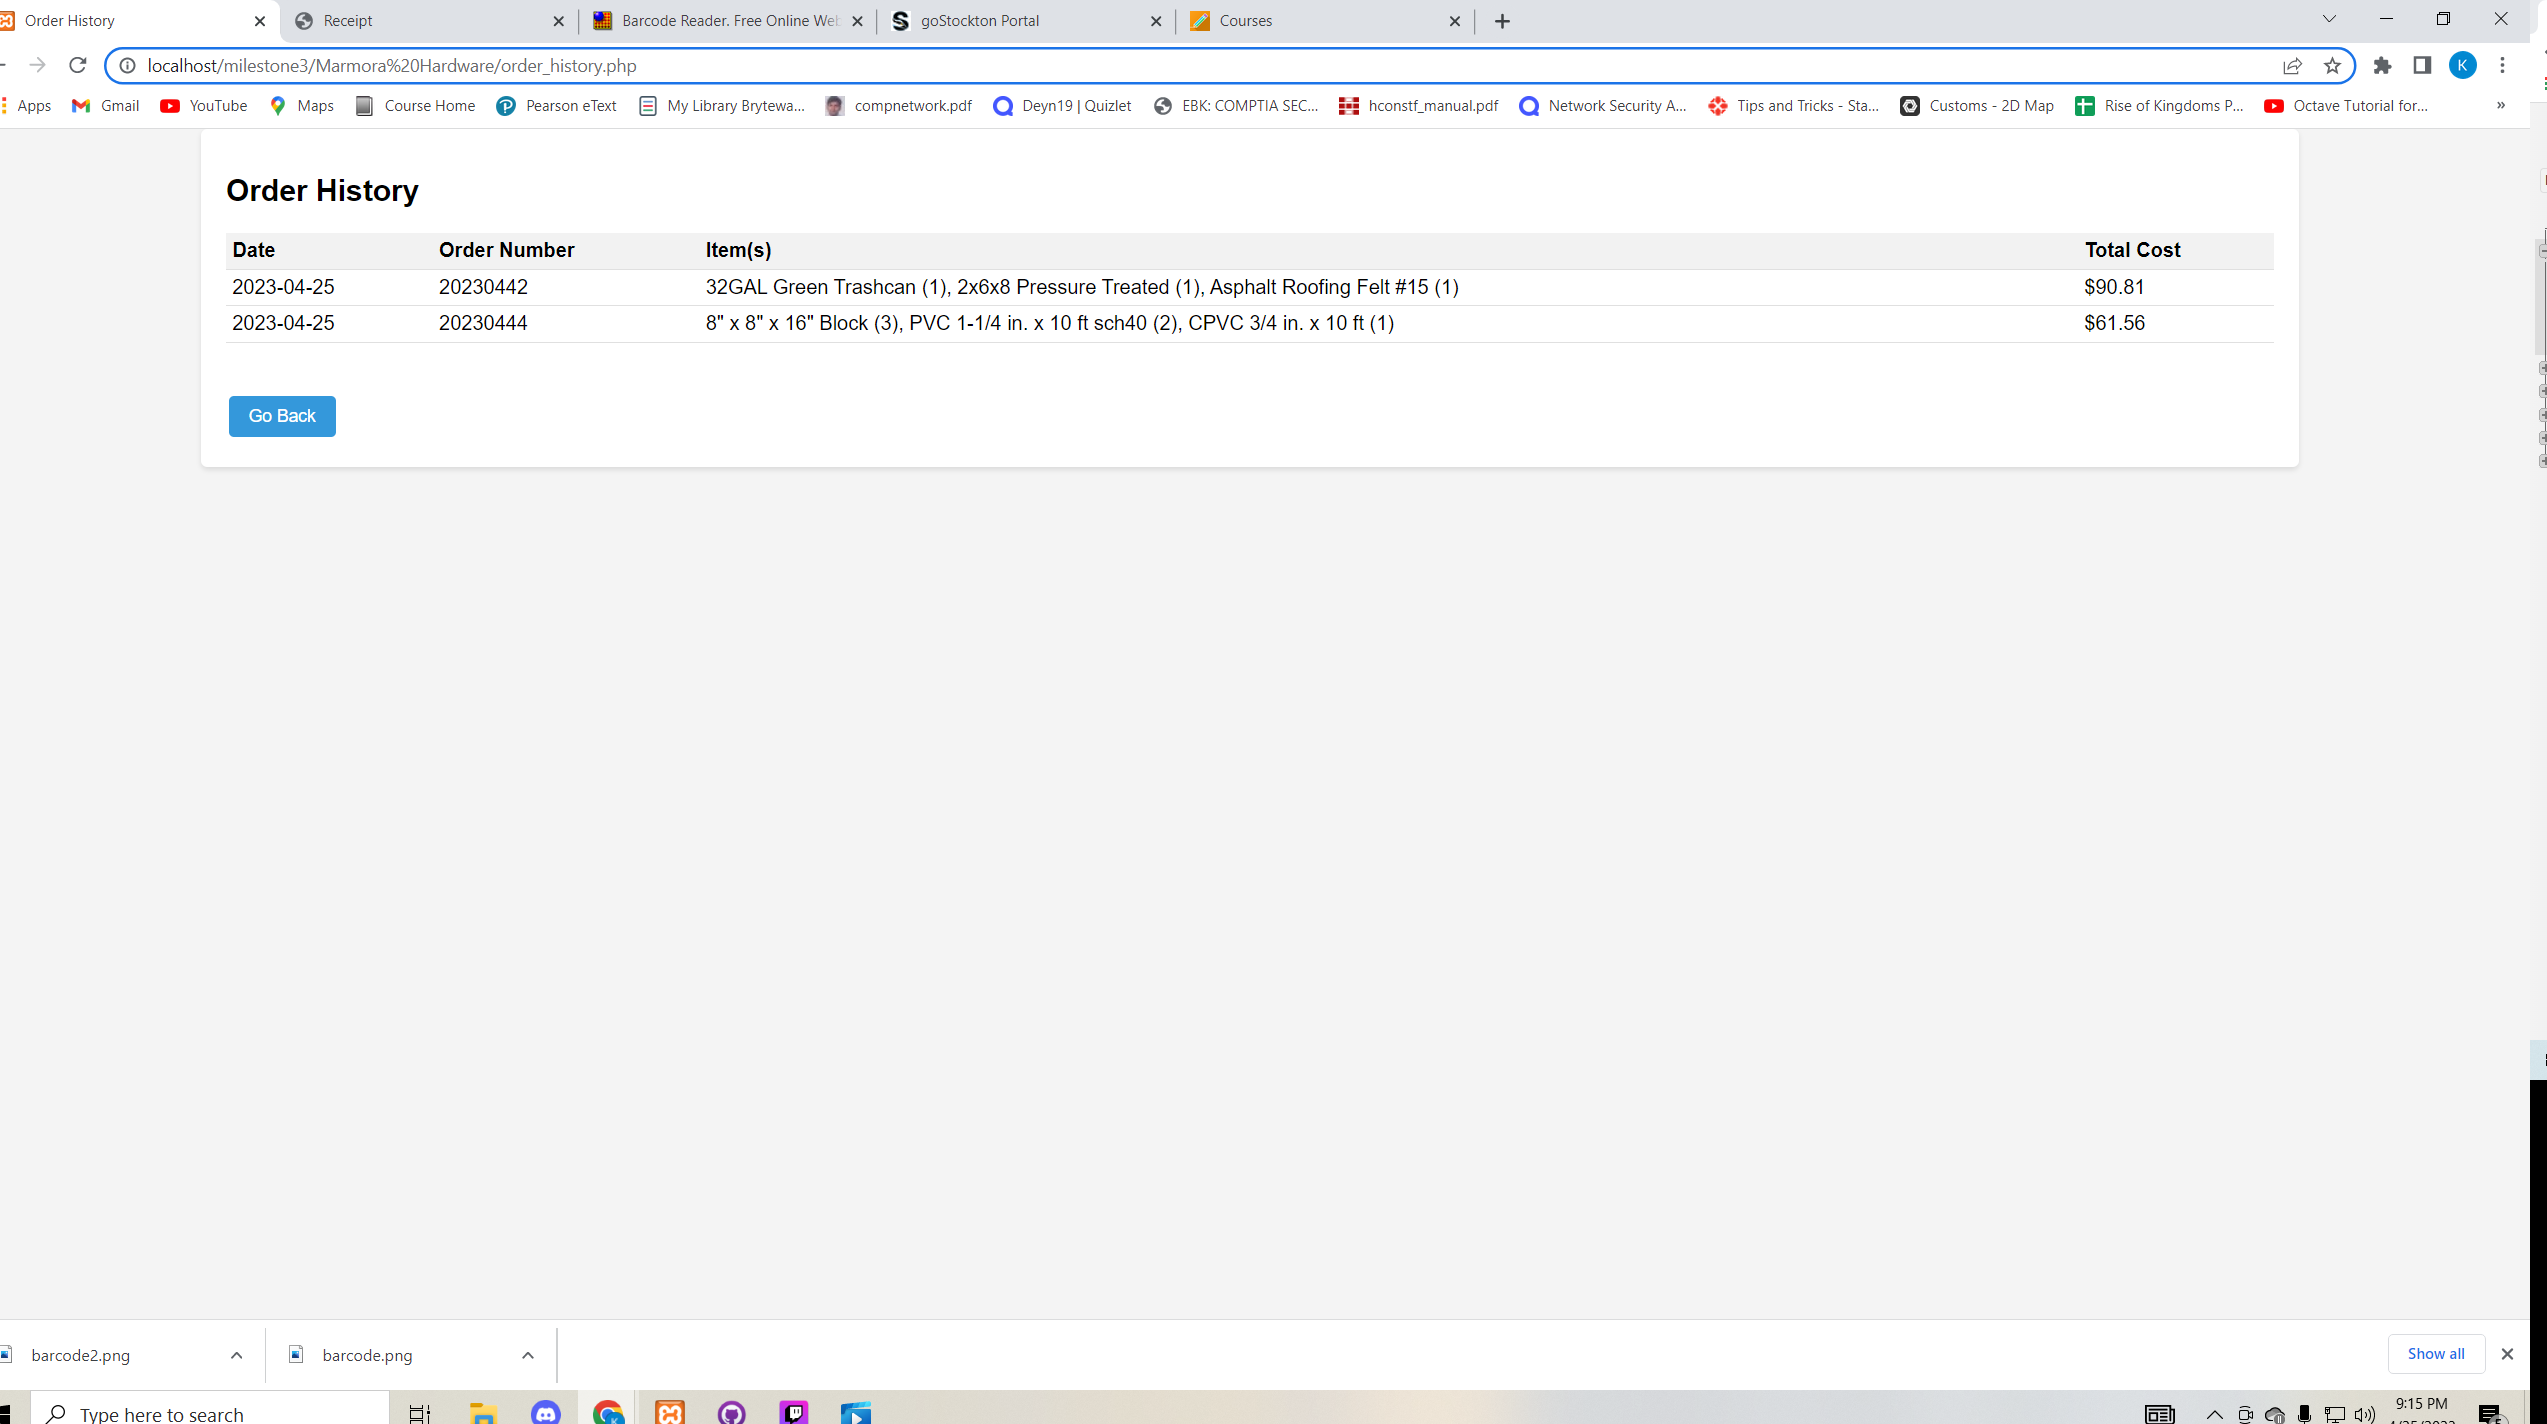 Order History
Receipt
Barcode Reader. Free Online Web
goStockton Portal
Courses
localhost/milestone3/Marmora%20Hardware/order_history.php
K
Apps Gmail YouTube Maps Course Home Pearson eText My Library Brytewa... compnetwork.pdf Deyn19 | Quizlet EBK: COMPTIA SEC... hconstf_manual.pdf Network Security A... Tips and Tricks - Sta... Customs - 2D Map Rise of Kingdoms P... Octave Tutorial for... »
Order History
Date Order Number Item(s) Total Cost
2023-04-25 20230442 32GAL Green Trashcan (1), 2x6x8 Pressure Treated (1), Asphalt Roofing Felt #15 (1) $90.81
2023-04-25 20230444 8" x 8" x 16" Block (3), PVC 1-1/4 in. x 10 ft sch40 (2), CPVC 3/4 in. x 10 ft (1) $61.56
Go Back
barcode2.png
barcode.png
Show all
Type here to search
9:15 PM